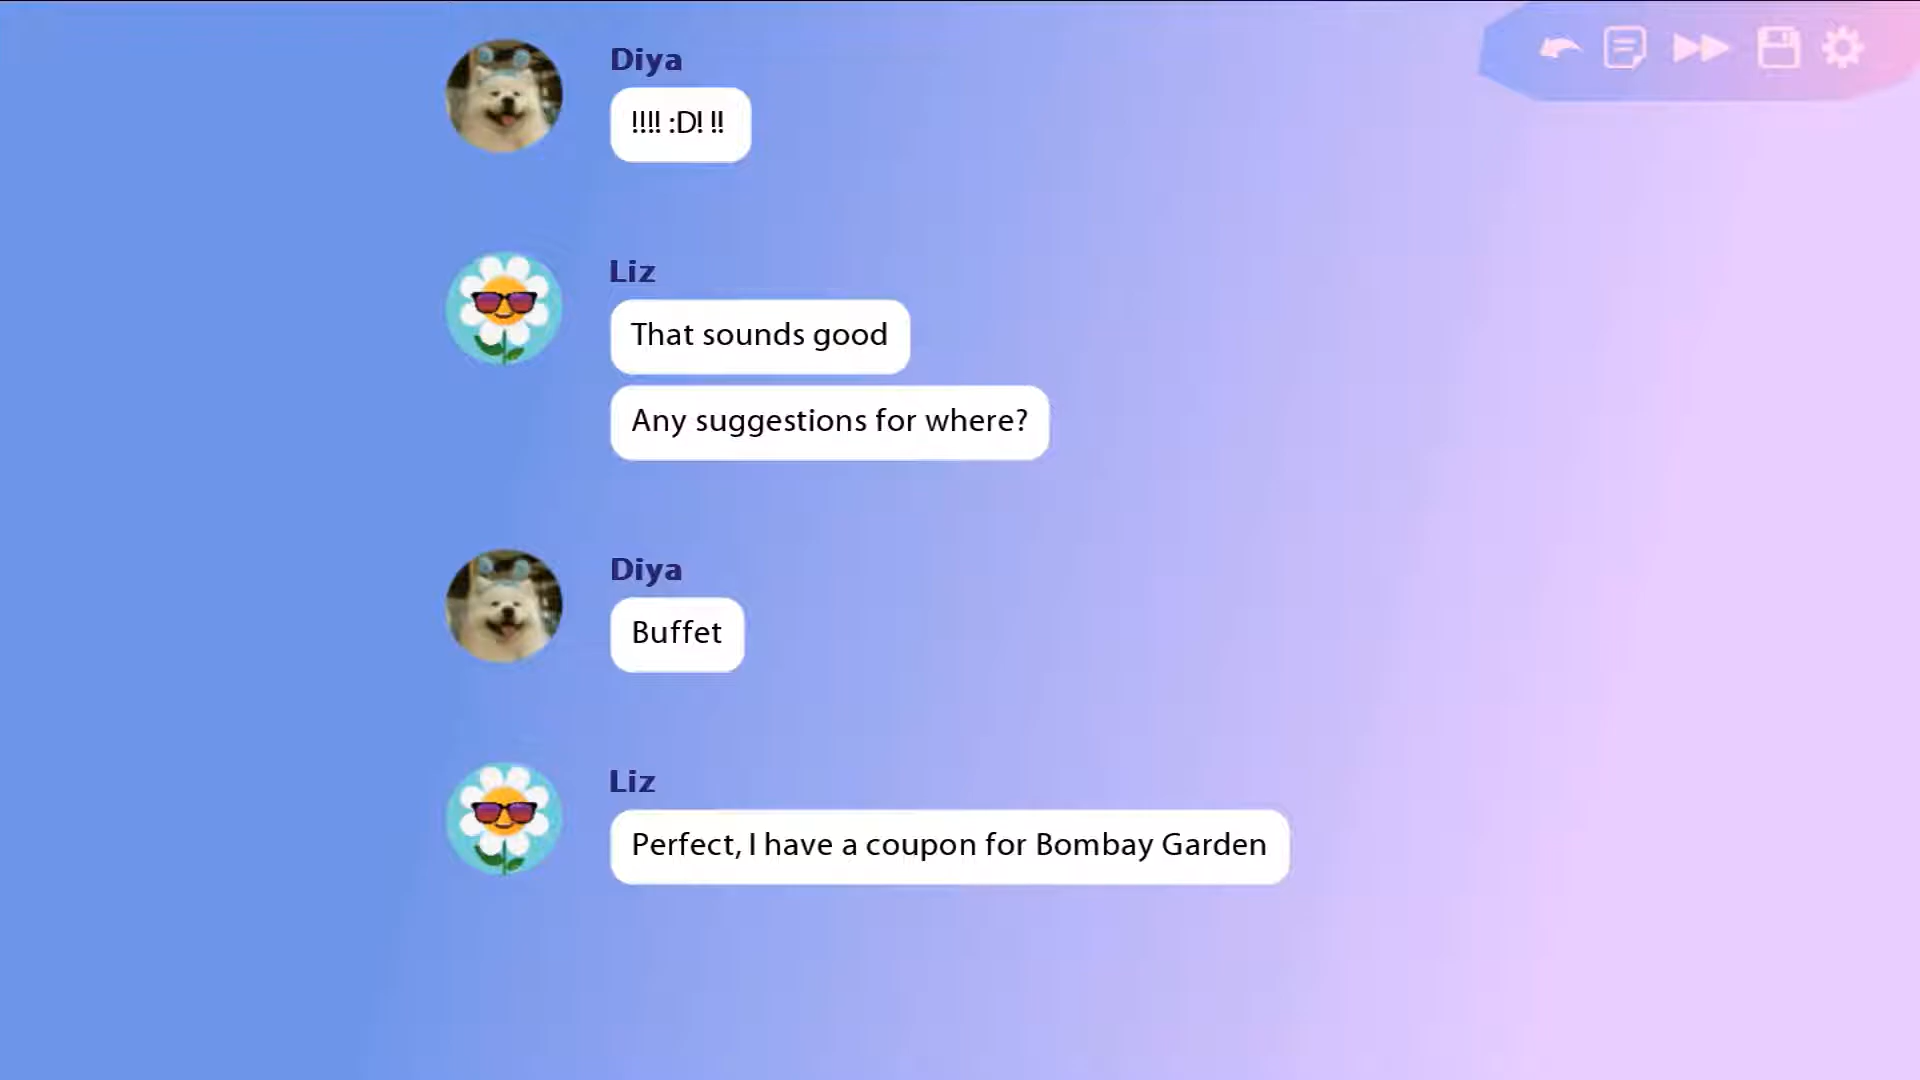 Diya
!!!! :D! !!
Liz
That sounds good
Any suggestions for where?
Diya
Buffet
Liz
Perfect, I have a coupon for Bombay Garden